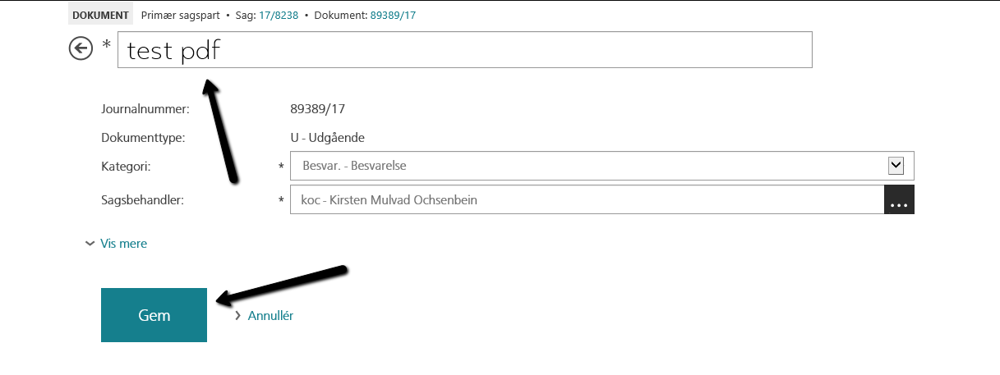 DOKUMENT Primær sagspart • Sag: 17/8238 • Dokument: 89389/17
* test pdf
Journalnummer: 89389/17
Dokumenttype: U - Udgående
Kategori: * Besvar. - Besvarelse
Sagsbehandler: * koc - Kirsten Mulvad Ochsenbein ...
Vis mere
Gem Annullér